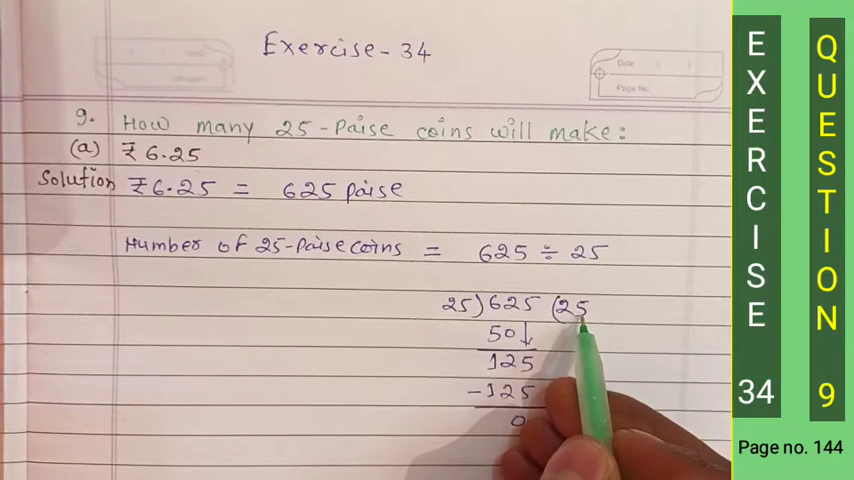 Exercise-34
Date
Page No.
9. How many 25-Paise coins will make:
(a) ₹6.25
Solution ₹6.25 = 625 paise
Number of 25-Paise coins = 625 ÷ 25
25)625(25
50↓
125
-125
0
EXERCISE 34
QUESTION 9
Page no. 144